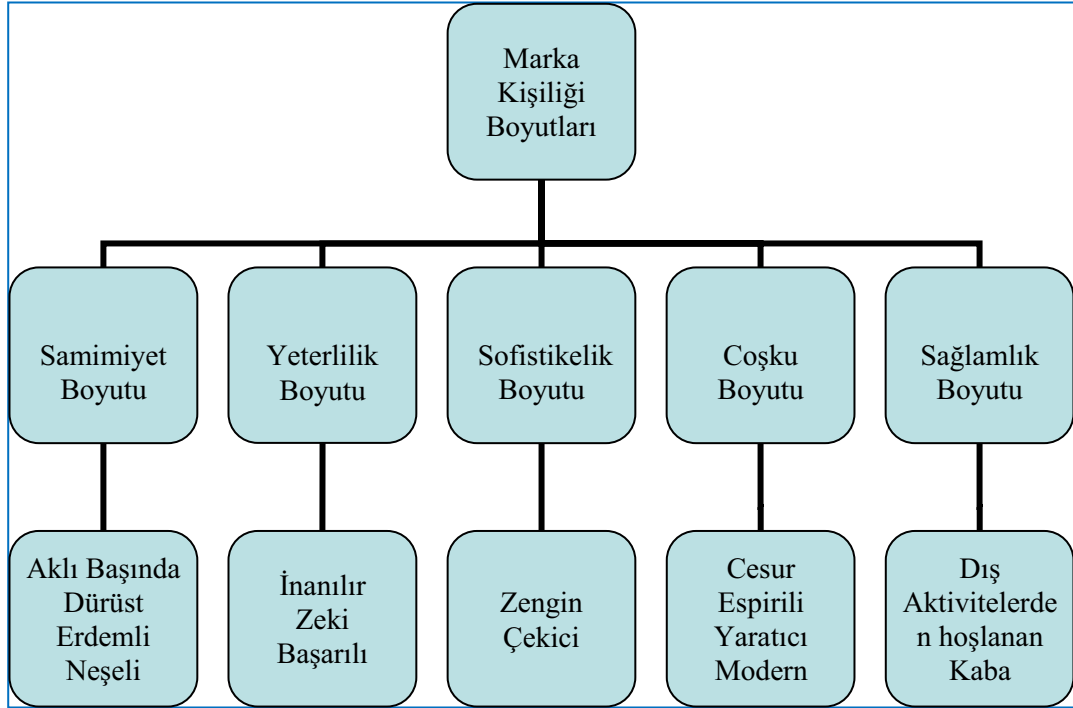 Marka
Kişiliği
Boyutları
Samimiyet
Boyutu
Yeterlilik
Boyutu
Sofistikelik
Boyutu
Coşku
Boyutu
Sağlamlık
Boyutu
Aklı Başında
Dürüst
Erdemli
Neşeli
İnanılır
Zeki
Başarılı
Zengin
Çekici
Cesur
Espirili
Yaratıcı
Modern
Dış
Aktivitelerde
n hoşlanan
Kaba